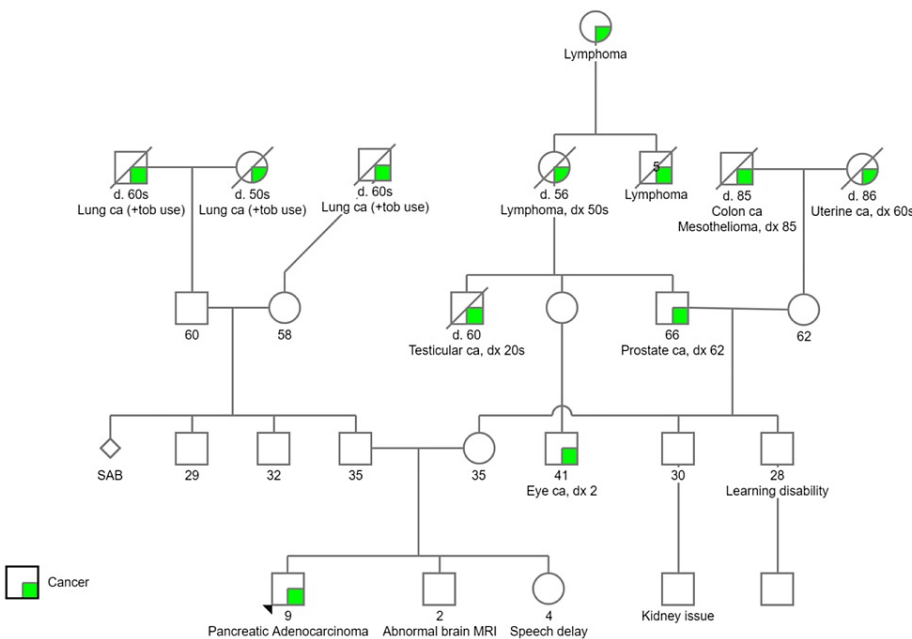 Lymphoma
5
d. 60s
Lung ca (+tob use)
d. 50s
Lung ca (+tob use)
d. 60s
Lung ca (+tob use)
d. 56
Lymphoma, dx 50s
Lymphoma
d. 85
Colon ca
Mesothelioma, dx 85
d. 86
Uterine ca, dx 60s
60
58
d. 60
Testicular ca, dx 20s
66
Prostate ca, dx 62
62
SAB
29
32
35
35
41
Eye ca, dx 2
30
28
Learning disability
Cancer
9
Pancreatic Adenocarcinoma
2
Abnormal brain MRI
4
Speech delay
Kidney issue